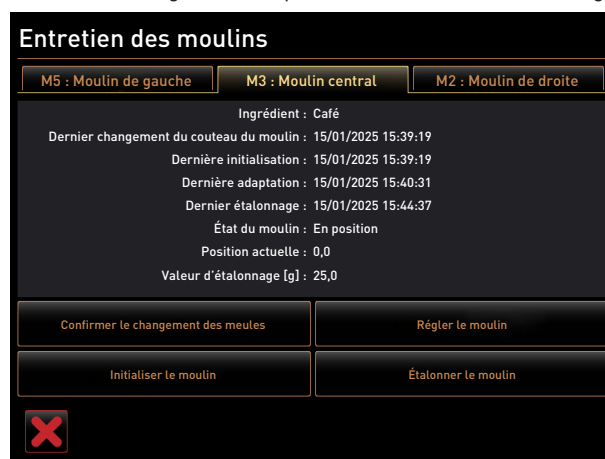 Entretien des moulins
M5 : Moulin de gauche
M3 : Moulin central
M2 : Moulin de droite
Ingrédient : Café
Dernier changement du couteau du moulin : 15/01/2025 15:39:19
Dernière initialisation : 15/01/2025 15:39:19
Dernière adaptation : 15/01/2025 15:40:31
Dernier étalonnage : 15/01/2025 15:44:37
État du moulin : En position
Position actuelle : 0,0
Valeur d'étalonnage [g] : 25,0
Confirmer le changement des meules
Régler le moulin
Initialiser le moulin
Étalonner le moulin